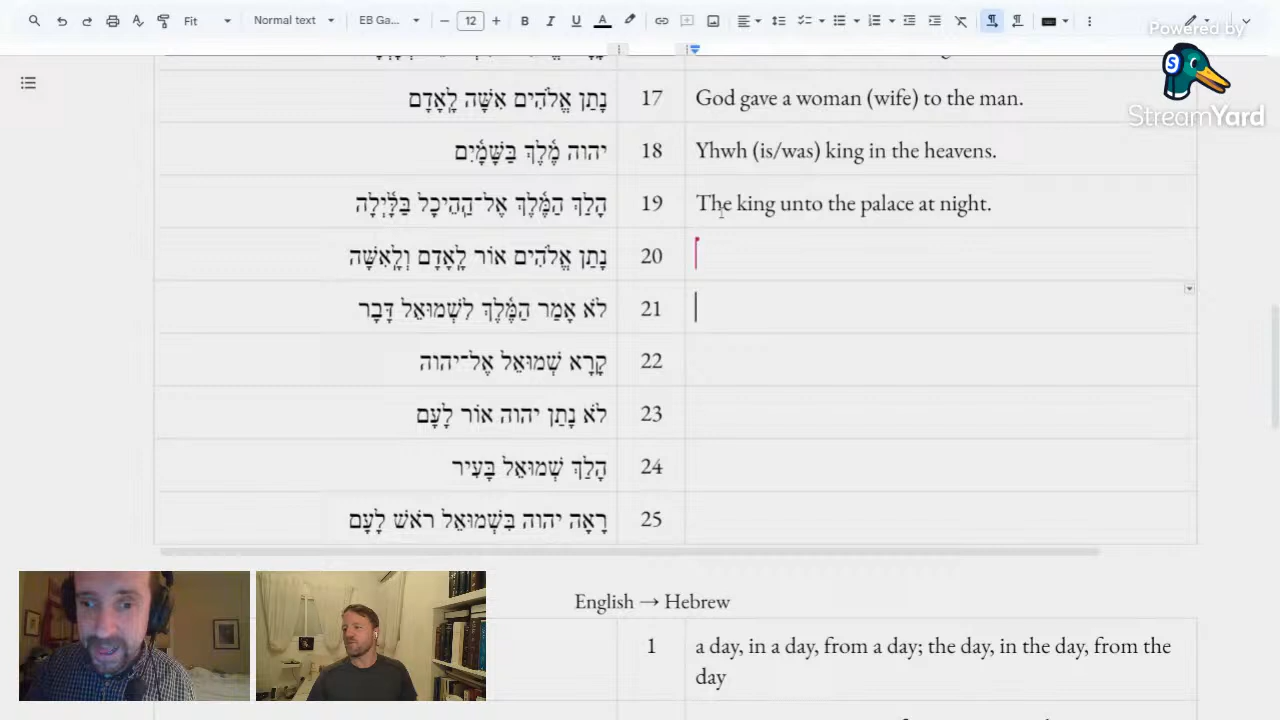 Fit Normal text EB Ga... 12
Powered by
StreamYard
נָתַן אֱלֹהִים אִשָּׁה לָֽאָדָם 17 God gave a woman (wife) to the man.
יהוה מֶ֫לֶךְ בַּשָּׁמַ֫יִם 18 Yhwh (is/was) king in the heavens.
הָלַךְ הַמֶּ֫לֶךְ אֶל־הַֽהֵיכָל בַּלַּ֫יְלָה 19 The king unto the palace at night.
נָתַן אֱלֹהִים אוֹר לָֽאָדָם וְלָֽאִשָּׁה 20
לֹא אָמַר הַמֶּ֫לֶךְ לִשְׁמוּאֵל דָּבָר 21
קָרָא שְׁמוּאֵל אֶל־יהוה 22
לֹא נָתַן יהוה אוֹר לָעָם 23
הָלַךְ שְׁמוּאֵל בָּעִיר 24
רָאָה יהוה בִּשְׁמוּאֵל רֹאשׁ לָעָם 25
English → Hebrew
1 a day, in a day, from a day; the day, in the day, from the
day